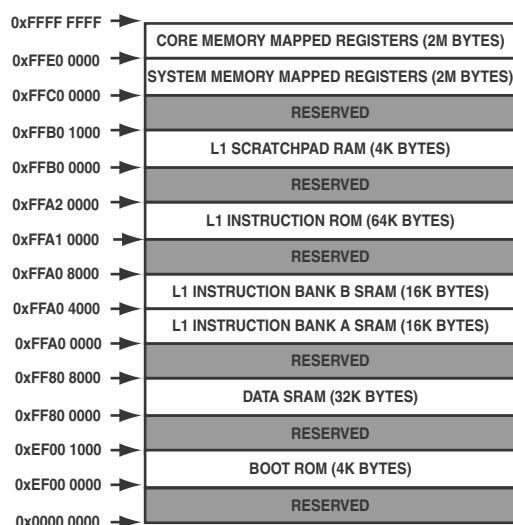 0xFFFF FFFF
CORE MEMORY MAPPED REGISTERS (2M BYTES)
0xFFE0 0000
SYSTEM MEMORY MAPPED REGISTERS (2M BYTES)
0xFFC0 0000
RESERVED
0xFFB0 1000
L1 SCRATCHPAD RAM (4K BYTES)
0xFFB0 0000
RESERVED
0xFFA2 0000
L1 INSTRUCTION ROM (64K BYTES)
0xFFA1 0000
RESERVED
0xFFA0 8000
L1 INSTRUCTION BANK B SRAM (16K BYTES)
0xFFA0 4000
L1 INSTRUCTION BANK A SRAM (16K BYTES)
0xFFA0 0000
RESERVED
0xFF80 8000
DATA SRAM (32K BYTES)
0xFF80 0000
RESERVED
0xEF00 1000
BOOT ROM (4K BYTES)
0xEF00 0000
RESERVED
0x0000 0000